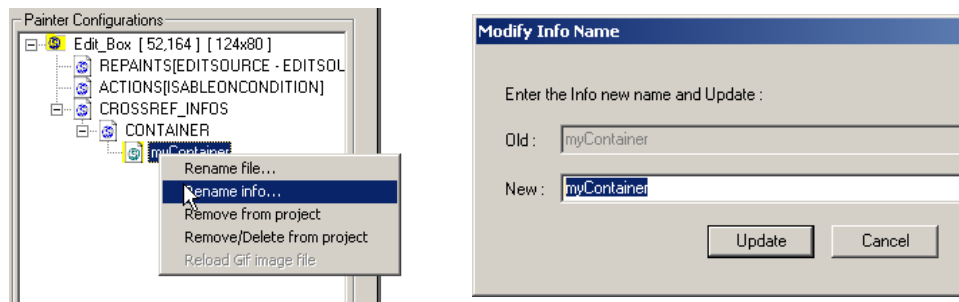 Painter Configurations
Edit_Box [ 52,164 ] [ 124x80 ]
REPAINTS[EDITSOURCE - EDITSOU
ACTIONS[ISABLEONCONDITION]
CROSSREF_INFOS
CONTAINER
myContainer
Rename file...
Rename info...
Remove from project
Remove/Delete from project
Reload Gif image file
Modify Info Name
Enter the Info new name and Update :
Old : myContainer
New : myContainer
Update Cancel